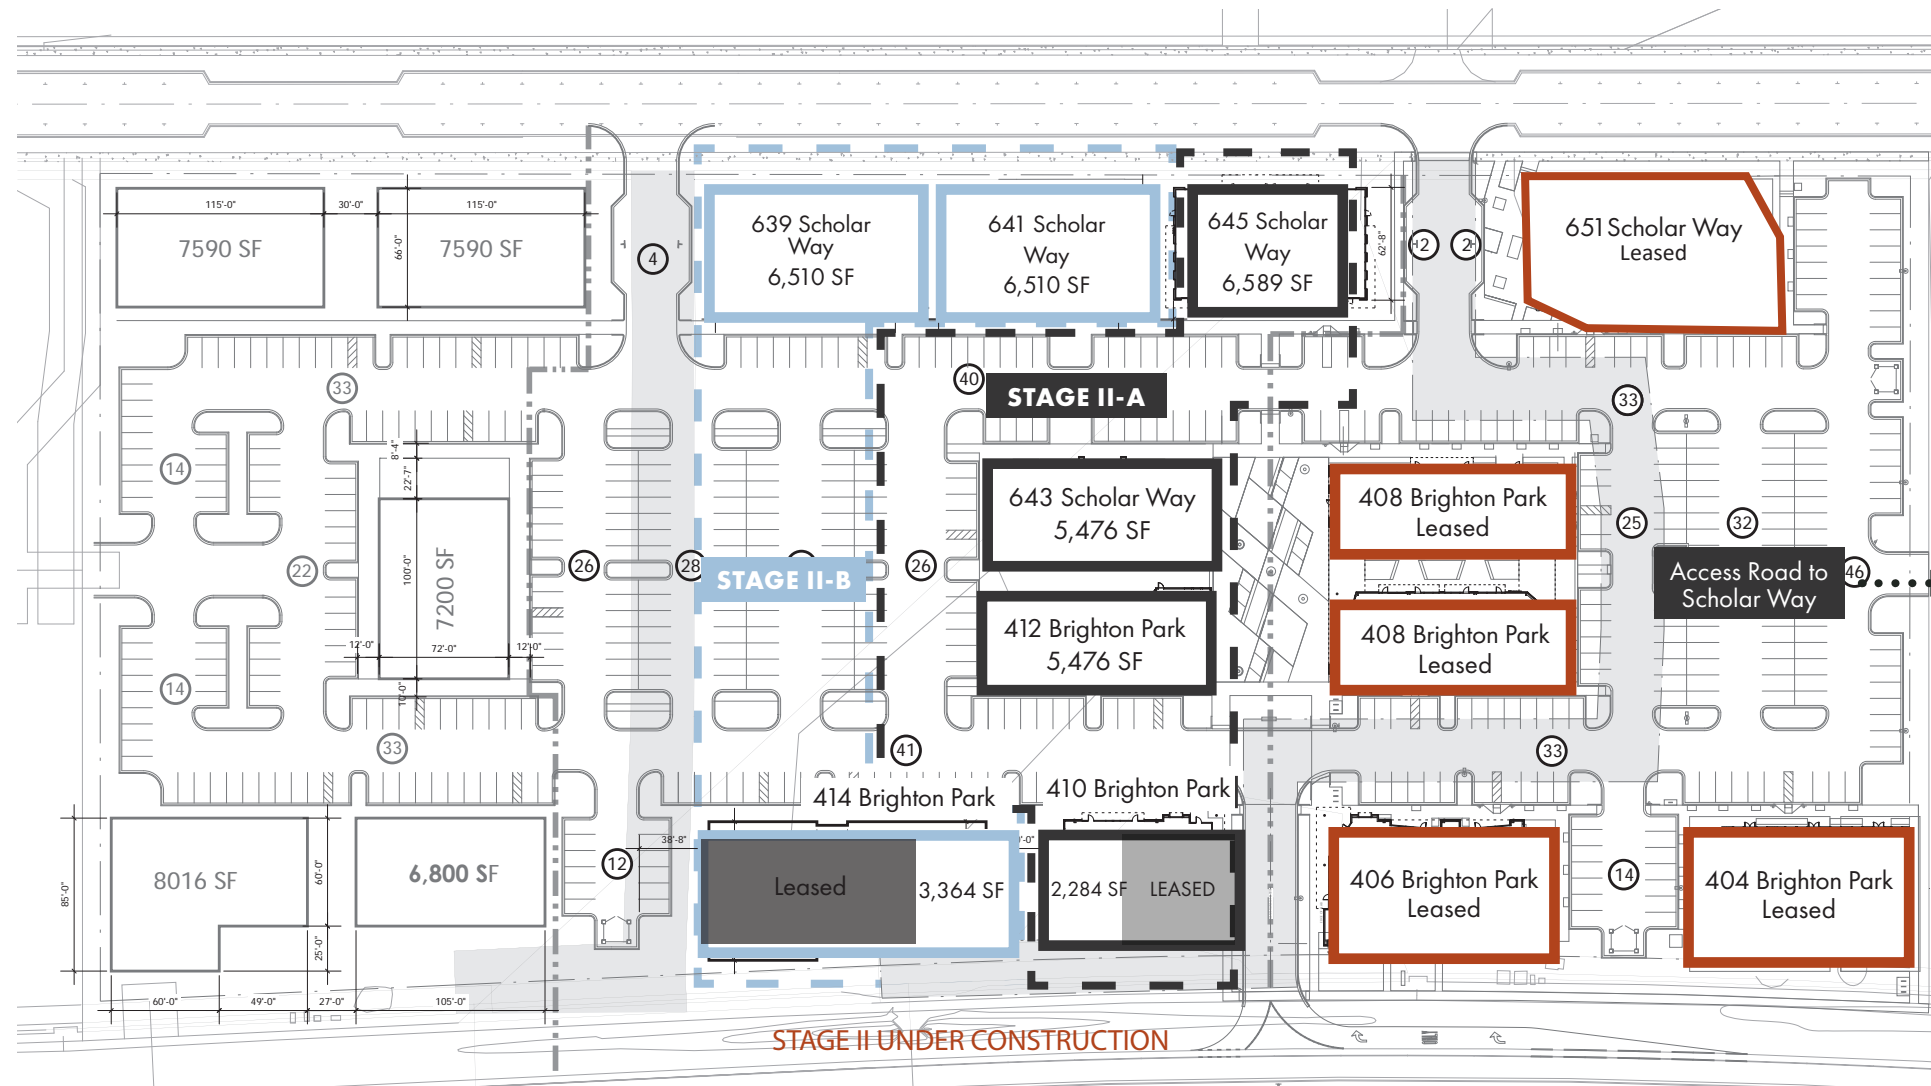 115'-0"
30'-0"
115'-0"
7590 SF
66'-0"
7590 SF
4
639 Scholar
Way
6,510 SF
641 Scholar
Way
6,510 SF
645 Scholar
Way
6,589 SF
62'-8"
2
2
651 Scholar Way
Leased
33
40
STAGE II-A
33
14
8'-4"
22'-7"
643 Scholar Way
5,476 SF
408 Brighton Park
Leased
25
32
22
100'-0"
7200 SF
26
28
STAGE II-B
26
Access Road to
Scholar Way
46
412 Brighton Park
5,476 SF
408 Brighton Park
Leased
12'-0"
72'-0"
12'-0"
14
10'-0"
33
41
33
414 Brighton Park
410 Brighton Park
85'-0"
8016 SF
60'-0"
25'-0"
6,800 SF
12
38'-8"
Leased
3,364 SF
2,284 SF
LEASED
406 Brighton Park
Leased
14
404 Brighton Park
Leased
60'-0"
49'-0"
27'-0"
105'-0"
STAGE II UNDER CONSTRUCTION